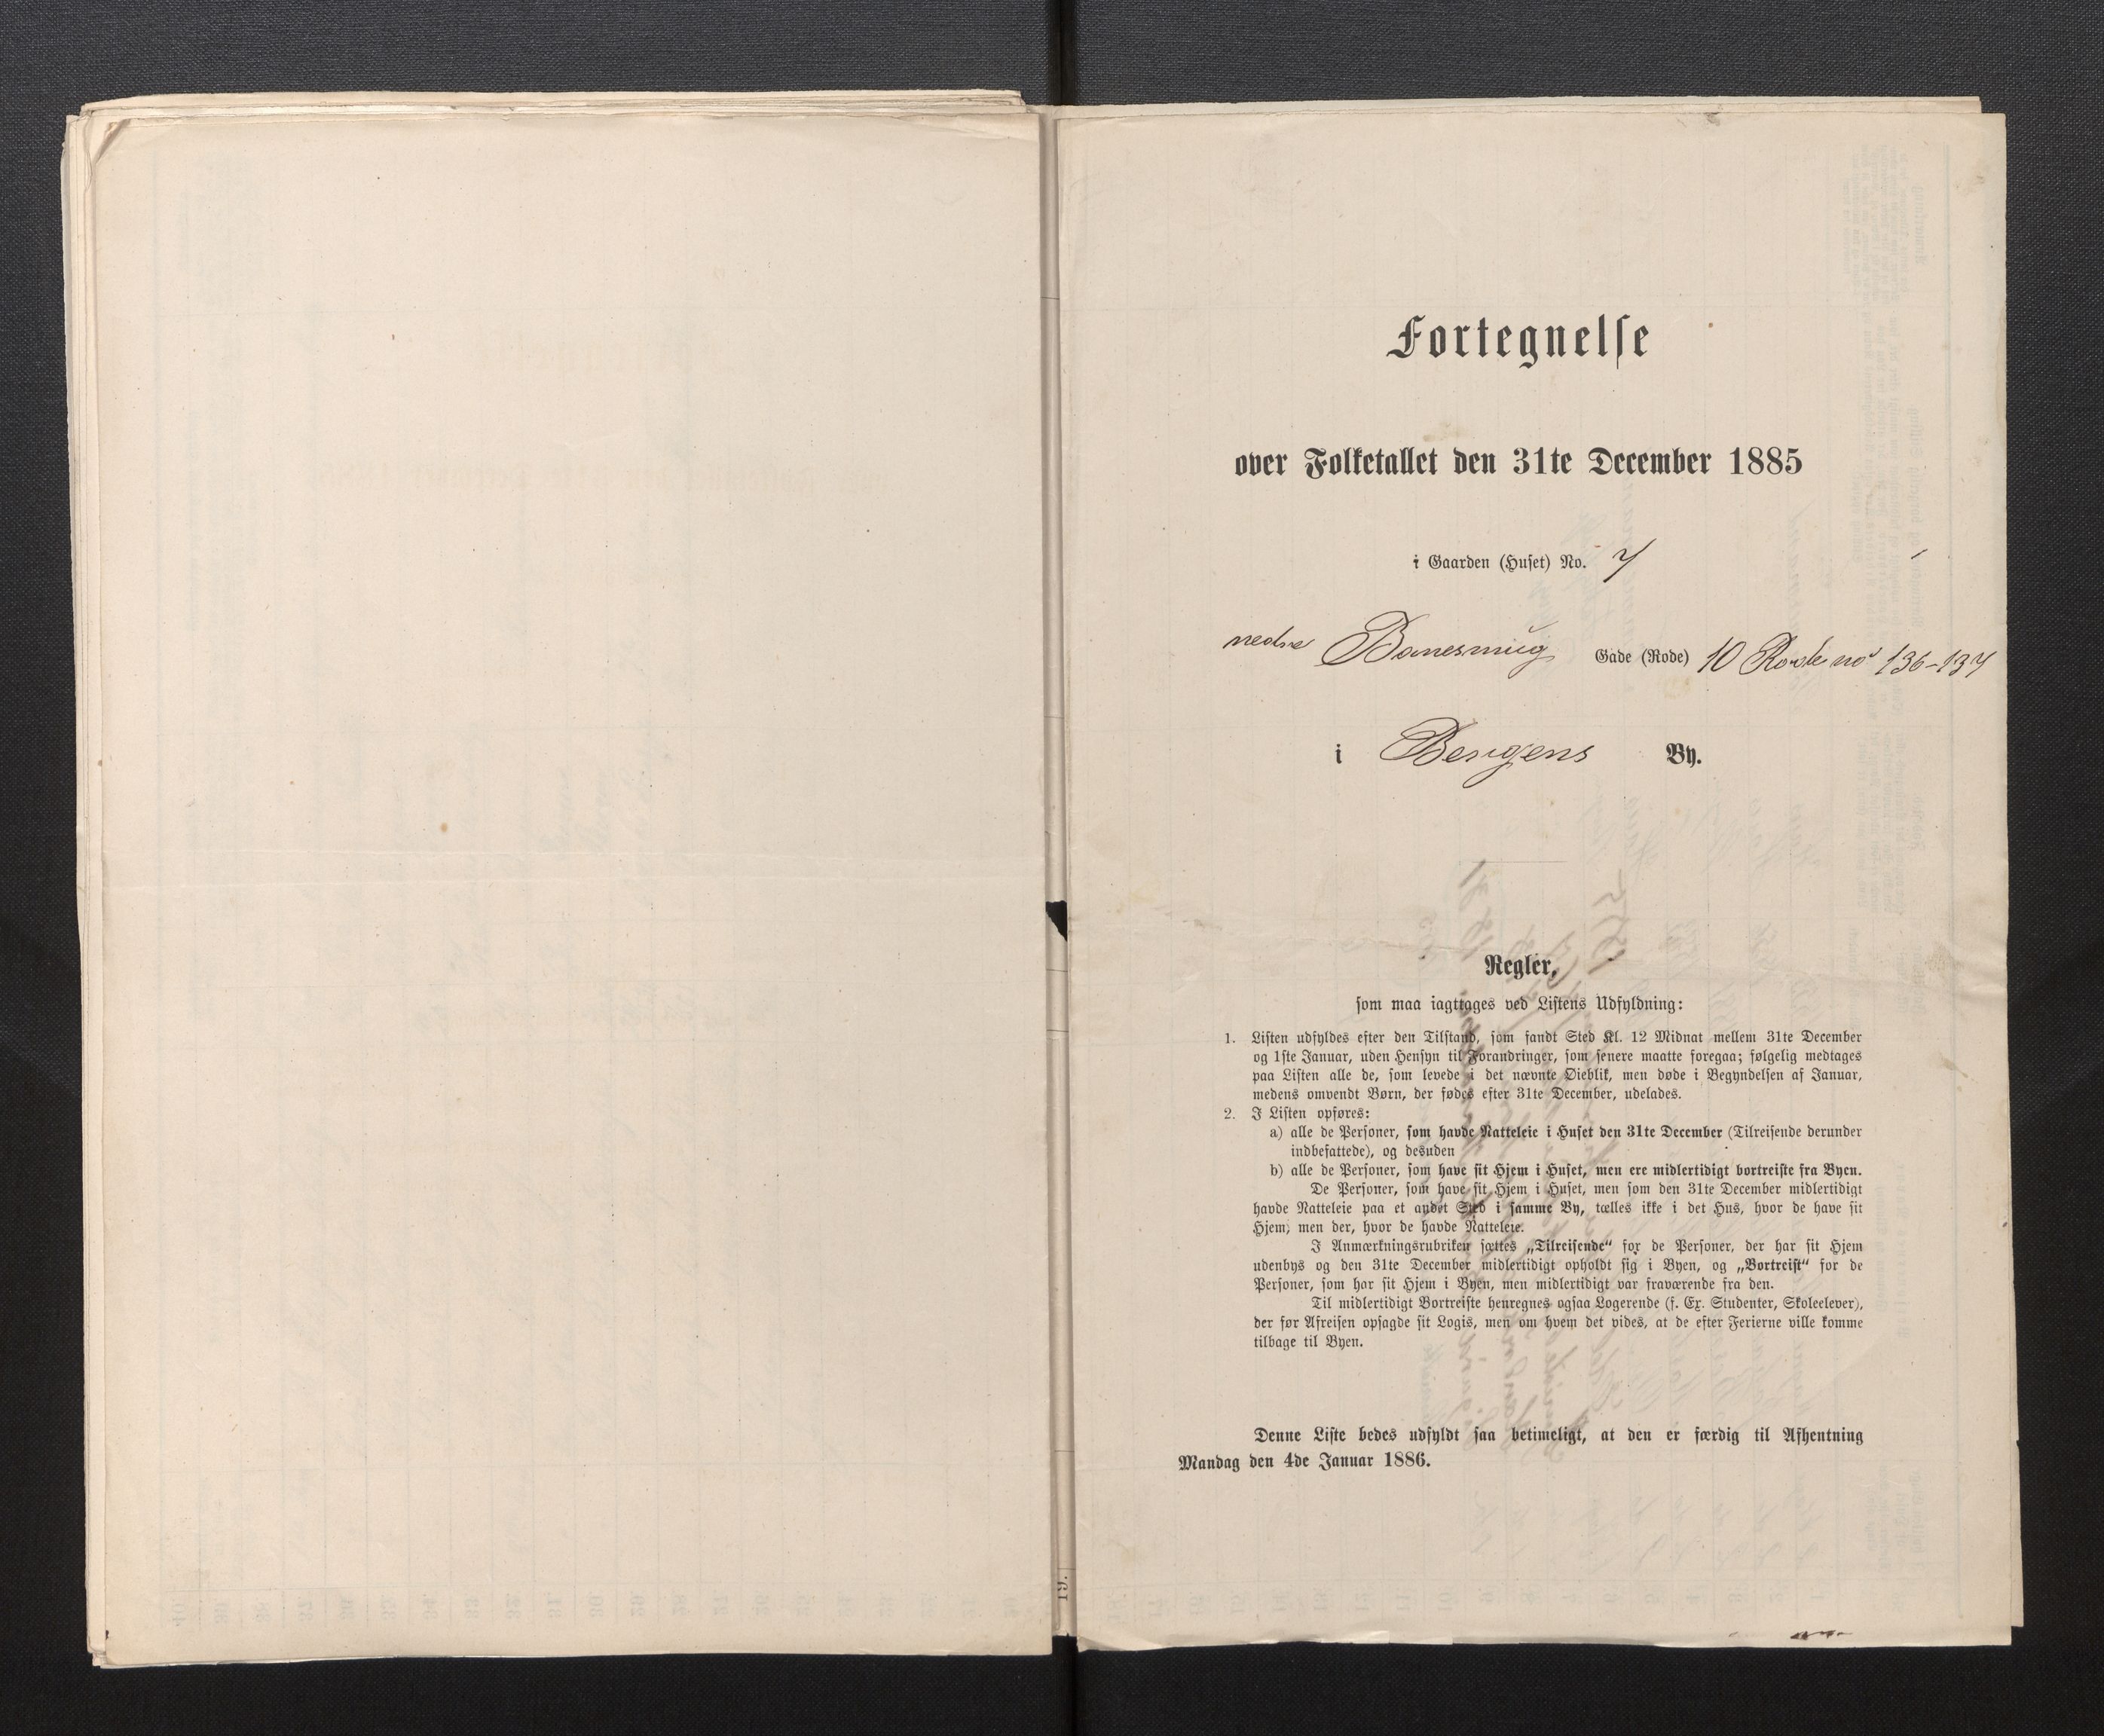 Fortegnelse
over Folketallet den 31te December 1885
i Gaarden (Huset) No. 7
nedre Banesmug Gade (Rode) 10 Rode no 136-137
i Bergens By.
Regler,
som maa iagttages ved Listens Udfyldning:
1. Listen udfyldes efter den Tilstand, som fandt Sted Kl. 12 Midnat mellem 31te December
og 1ste Januar, uden Hensyn til Forandringer, som senere maatte foregaa; følgelig medtages
paa Listen alle de, som levede i det nævnte Øieblik, men døde i Begyndelsen af Januar,
medens omvendt Børn, der fødes efter 31te December, udelades.
2. I Listen opføres:
a) alle de Personer, som havde Natteleie i Huset den 31te December (Tilreisende derunder
indbefattede), og desuden
b) alle de Personer, som have sit Hjem i Huset, men ere midlertidigt bortreiste fra Byen.
De Personer, som have sit Hjem i Huset, men som den 31te December midlertidigt
havde Natteleie paa et andet Sted i samme By, tælles ikke i det Hus, hvor de have sit
Hjem, men der, hvor de havde Natteleie.
I Anmærkningsrubriken sættes „Tilreisende“ for de Personer, der har sit Hjem
udenbys og den 31te December midlertidigt opholdt sig i Byen, og „Bortreist“ for de
Personer, som har sit Hjem i Byen, men midlertidigt var fraværende fra den.
Til midlertidigt Bortreiste henregnes ogsaa Logerende (f. Ex. Studenter, Skoleelever),
der før Afreisen opsagde sit Logis, men om hvem det vides, at de efter Ferierne ville komme
tilbage til Byen.
Denne Liste bedes udfyldt saa betimeligt, at den er færdig til Afhentning
Mandag den 4de Januar 1886.
19.